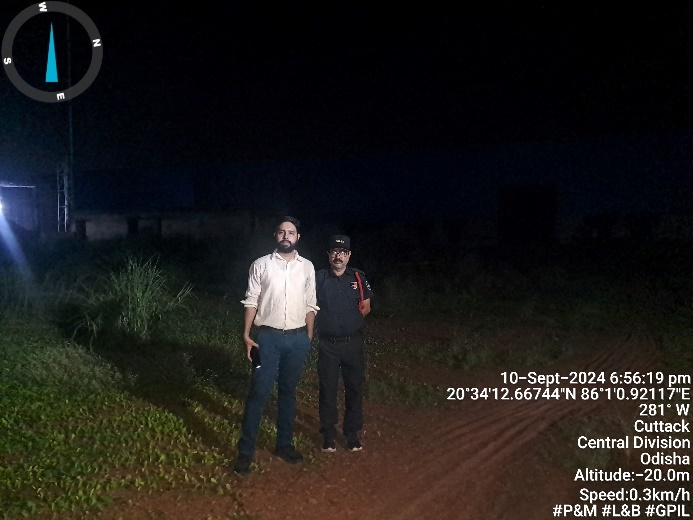 W
N
S
E
10-Sept-2024 6:56:19 pm
20°34'12.66744"N 86°1'0.92117"E
281° W
Cuttack
Central Division
Odisha
Altitude:-20.0m
Speed:0.3km/h
#P&M #L&B #GPIL